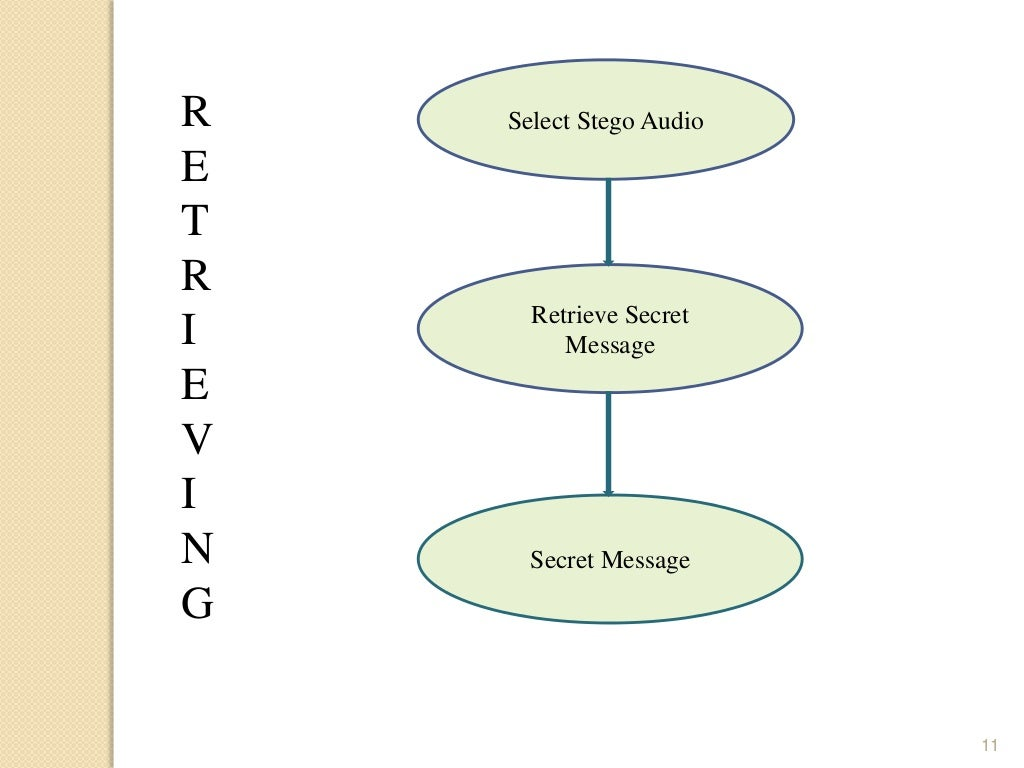 R
E
T
R
I
E
V
I
N
G
Select Stego Audio
Retrieve Secret
Message
Secret Message
11